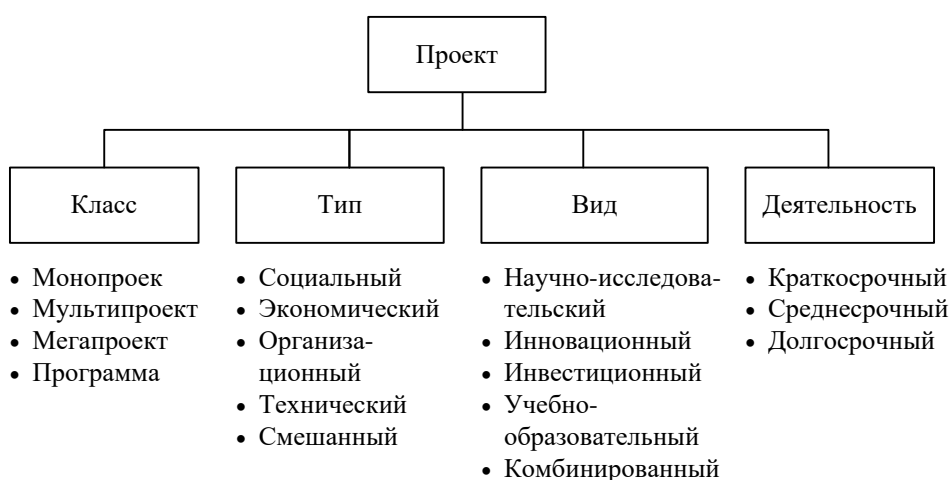 Проект
Класс
Тип
Вид
Деятельность
• Монопроек
• Мультипроект
• Мегапроект
• Программа
• Социальный
• Экономический
• Организа-
ционный
• Технический
• Смешанный
• Научно-исследова-
тельский
• Инновационный
• Инвестиционный
• Учебно-
образовательный
• Комбинированный
• Краткосрочный
• Среднесрочный
• Долгосрочный